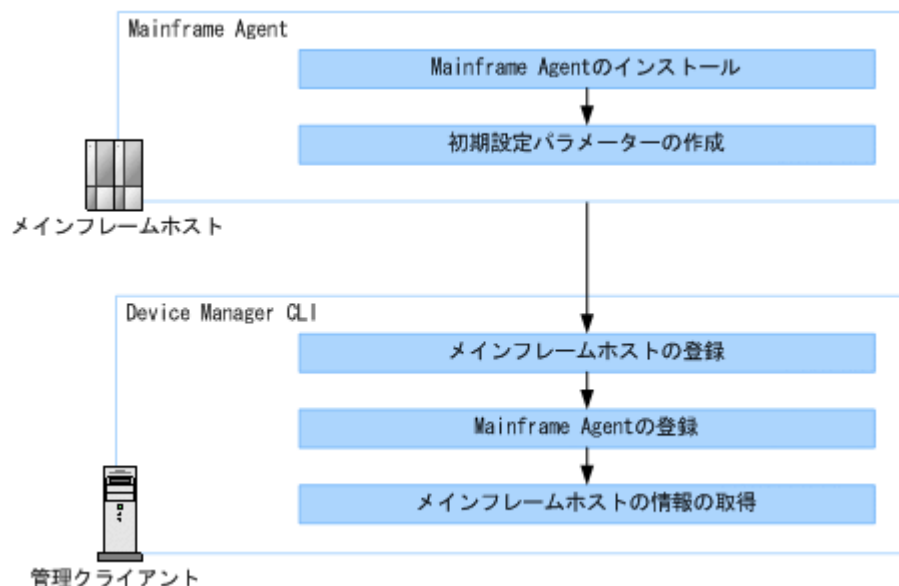 Mainframe Agent
Mainframe Agentのインストール
初期設定パラメーターの作成
メインフレームホスト
Device Manager CLI
メインフレームホストの登録
Mainframe Agentの登録
メインフレームホストの情報の取得
管理クライアント